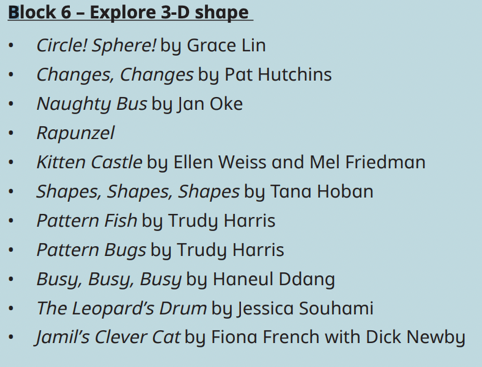 Block 6 – Explore 3-D shape
• Circle! Sphere! by Grace Lin
• Changes, Changes by Pat Hutchins
• Naughty Bus by Jan Oke
• Rapunzel
• Kitten Castle by Ellen Weiss and Mel Friedman
• Shapes, Shapes, Shapes by Tana Hoban
• Pattern Fish by Trudy Harris
• Pattern Bugs by Trudy Harris
• Busy, Busy, Busy by Haneul Ddang
• The Leopard’s Drum by Jessica Souhami
• Jamil’s Clever Cat by Fiona French with Dick Newby